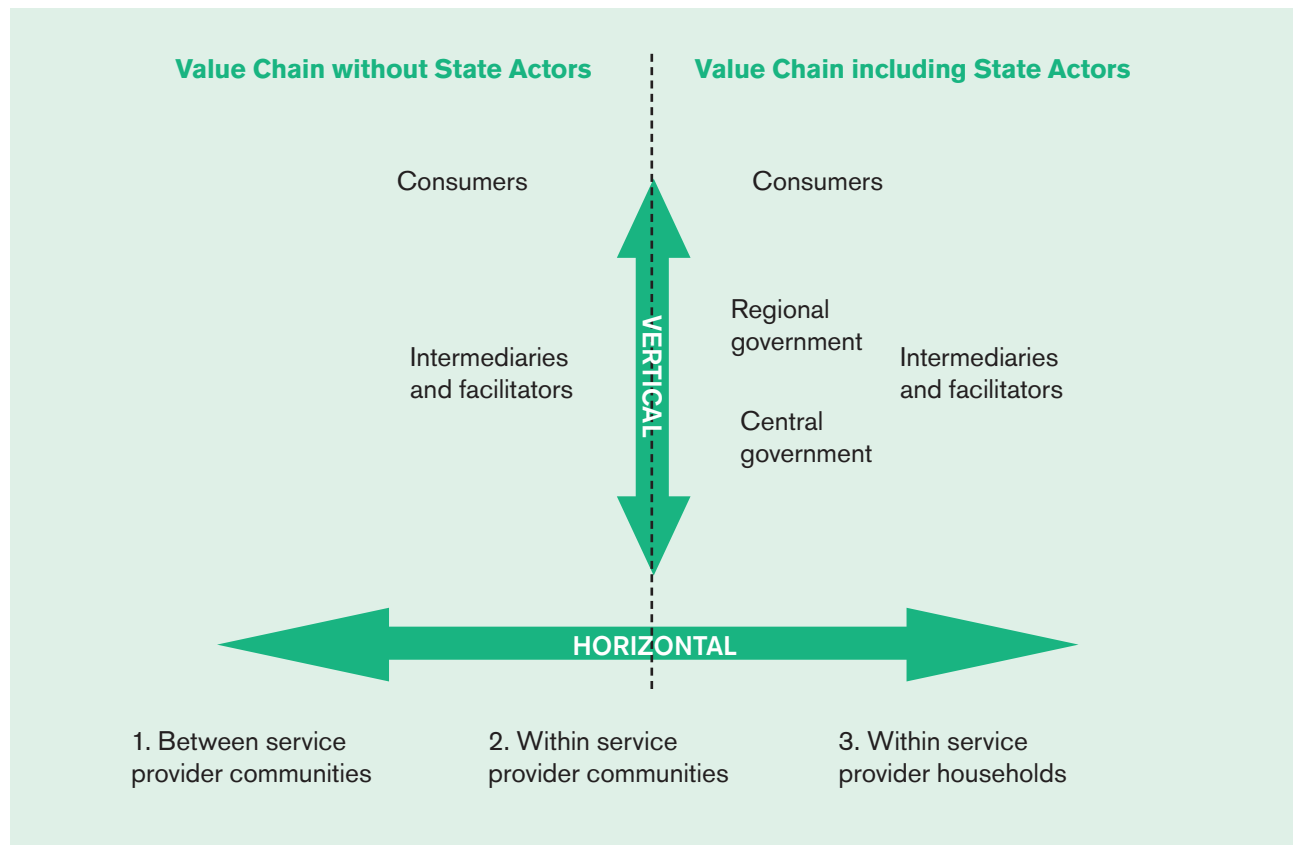 Value Chain without State Actors
Value Chain including State Actors
Consumers
Consumers
Intermediaries
and facilitators
VERTICAL
Regional
government
Central
government
Intermediaries
and facilitators
HORIZONTAL
1. Between service
provider communities
2. Within service
provider communities
3. Within service
provider households